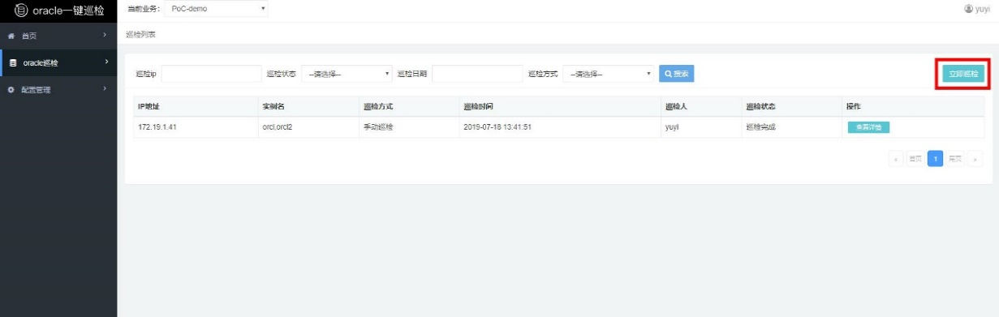 oracle一键巡检 当前业务: PoC-demo yuyi
首页 巡检列表
oracle巡检
巡检ip 巡检状态 --请选择-- 巡检日期 巡检方式 --请选择-- 搜索 立即巡检
配置管理
IP地址 实例名 巡检方式 巡检时间 巡检人 巡检状态 操作
172.19.1.41 orcl,orcl2 手动巡检 2019-07-18 13:41:51 yuyi 巡检完成 查看详情
« 首页 1 尾页 »